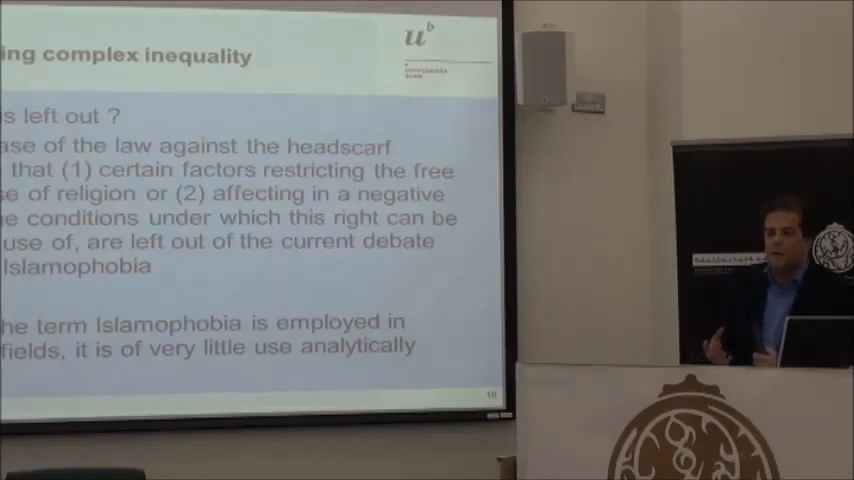 ing complex inequality
u^b
is left out ?
ase of the law against the headscarf
that (1) certain factors restricting the free
se of religion or (2) affecting in a negative
e conditions under which this right can be
use of, are left out of the current debate
Islamophobia
he term Islamophobia is employed in
fields, it is of very little use analytically